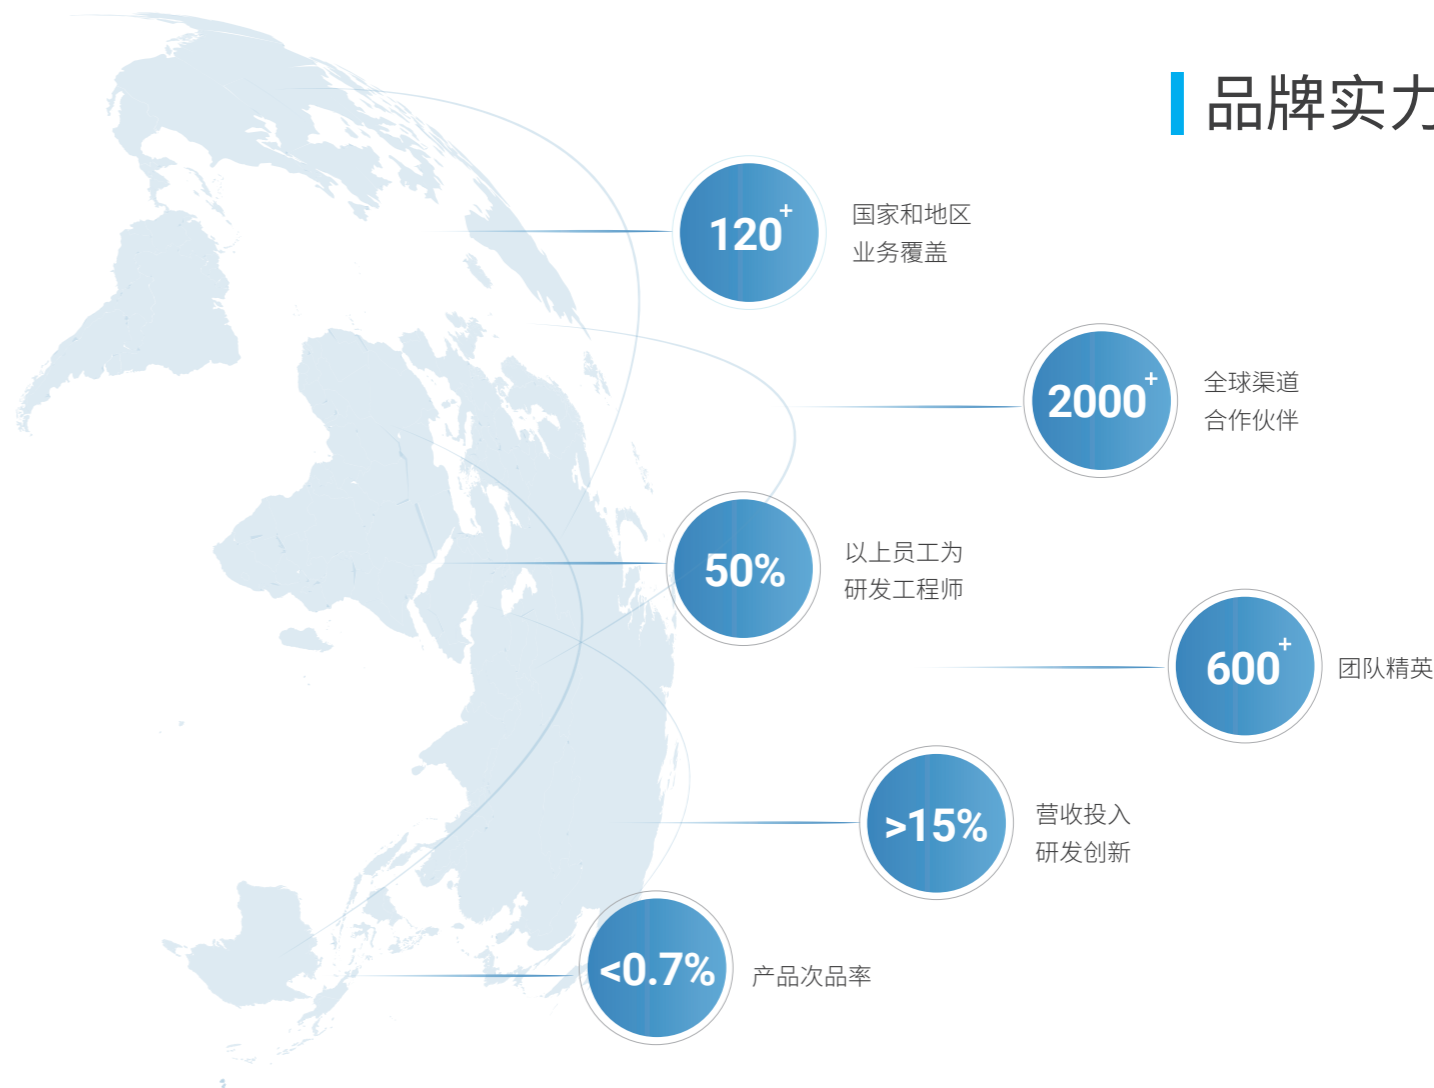 品牌实力
120+
国家和地区
业务覆盖
2000+
全球渠道
合作伙伴
50%
以上员工为
研发工程师
600+
团队精英
>15%
营收投入
研发创新
<0.7%
产品次品率